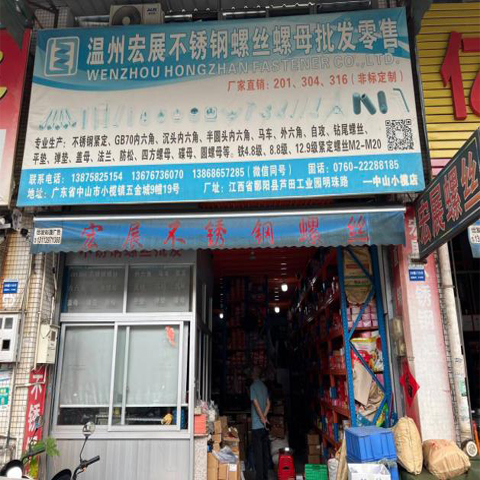 温州宏展不锈钢螺丝螺母批发零售
WENZHOU HONGZHAN FASTENER CO.,LTD.
厂家直销：201、304、316（非标定制）
专业生产：不锈钢紧定、GB70内六角、沉头内六角、半圆头内六角、马车、外六角、自攻、钻尾螺丝、
平垫、弹垫、盖母、法兰、防松、四方螺母、碟母、圆螺母等。铁4.8级、8.8级、12.9级紧定螺丝M2-M20
联系电话：13875825154 13676736070 13868657285（微信同号） 固话：0760-22288185
地址：广东省中山市小榄镇五金城9幢19号 厂址：江西省鄱阳县芦田工业园明珠路 一中山小榄店
宏展不锈钢螺丝
宏展螺丝
不锈